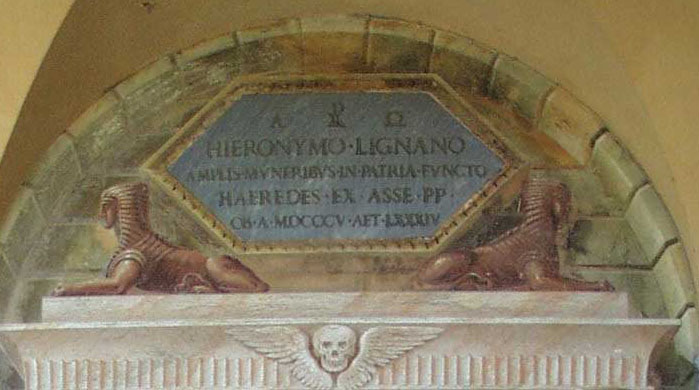 Α ☧ Ω
HIERONYMO·LIGNANO
AMPLIS·MVNERIBVS·IN·PATRIA·FVNCTO
HAEREDES·EX·ASSE·PP·
OB·A·MDCCCV·AET·LXXXIV